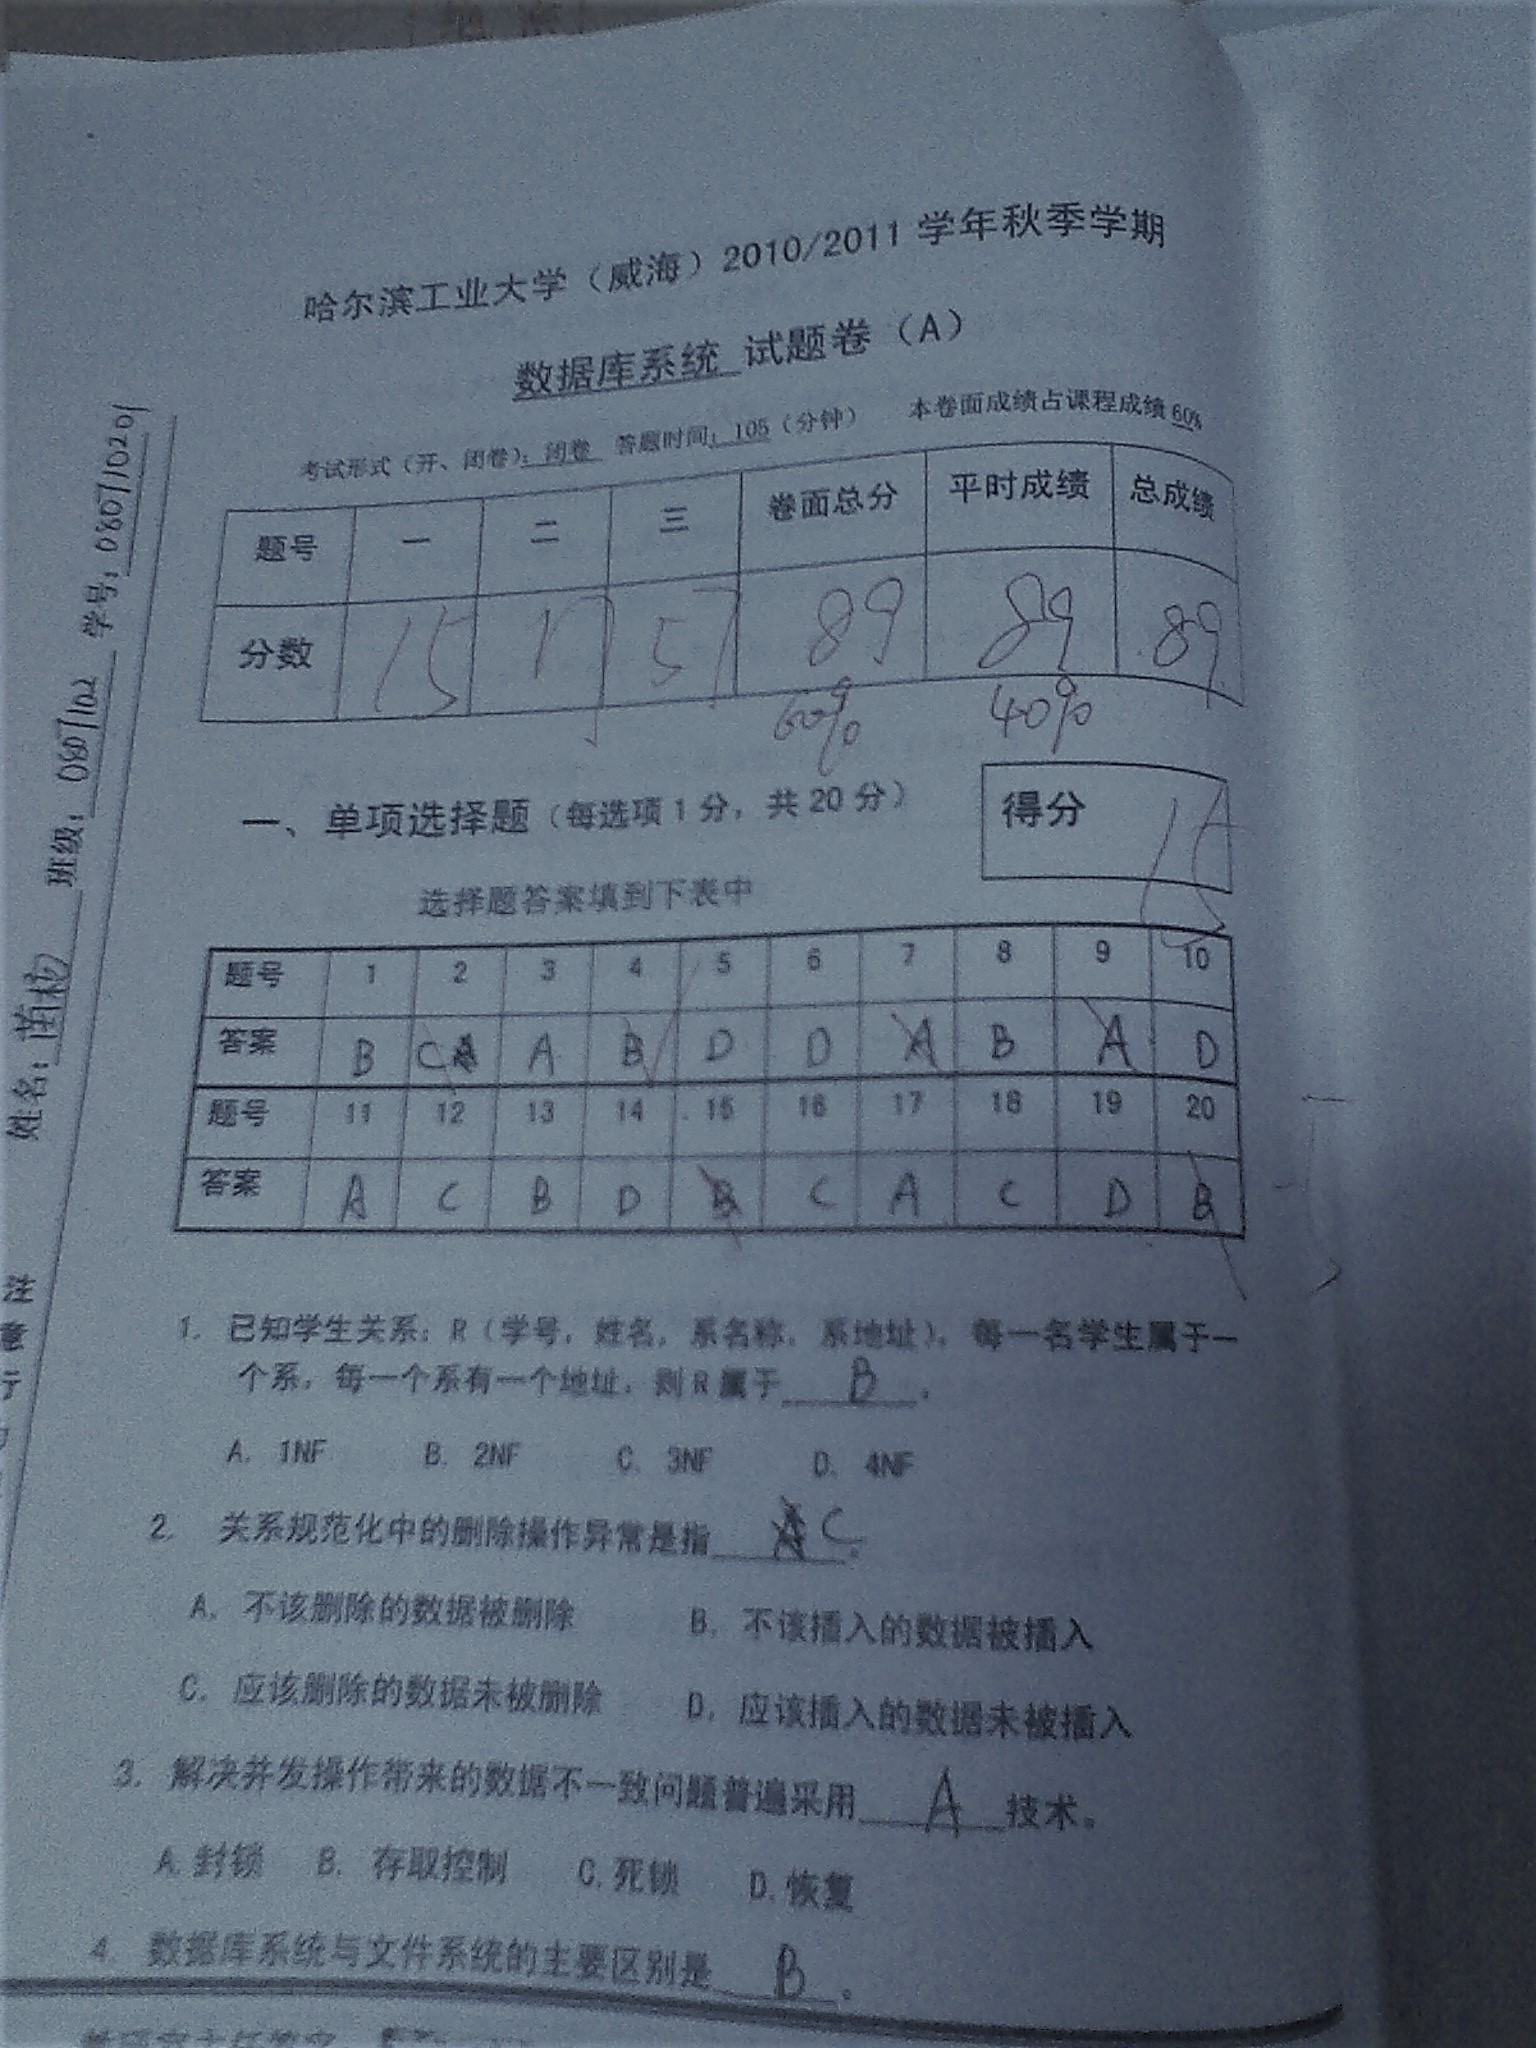 哈尔滨工业大学（威海）2010/2011 学年秋季学期
数据库系统 试题卷（A）
考试形式（开、闭卷）：闭卷 答题时间：105（分钟） 本卷面成绩占课程成绩 60%
题号 一 二 三 卷面总分 平时成绩 总成绩
分数 15 17 57 89 89 89
60% 40%
一、单项选择题（每选项 1 分，共 20 分）
得分 15
选择题答案填到下表中
题号 1 2 3 4 5 6 7 8 9 10
答案 B C A B D D A B A D
题号 11 12 13 14 15 16 17 18 19 20
答案 A C B D B C A C D B
1. 已知学生关系：R（学号，姓名，系名称，系地址），每一名学生属于一
个系，每一个系有一个地址，则 R 属于 B 。
A. 1NF B. 2NF C. 3NF D. 4NF
2. 关系规范化中的删除操作异常是指 A C 。
A. 不该删除的数据被删除 B. 不该插入的数据被插入
C. 应该删除的数据未被删除 D. 应该插入的数据未被插入
3. 解决并发操作带来的数据不一致问题普遍采用 A 技术。
A. 封锁 B. 存取控制 C. 死锁 D. 恢复
4. 数据库系统与文件系统的主要区别是 B 。
姓名： 班级：0807102 学号：080710201
注
意
行